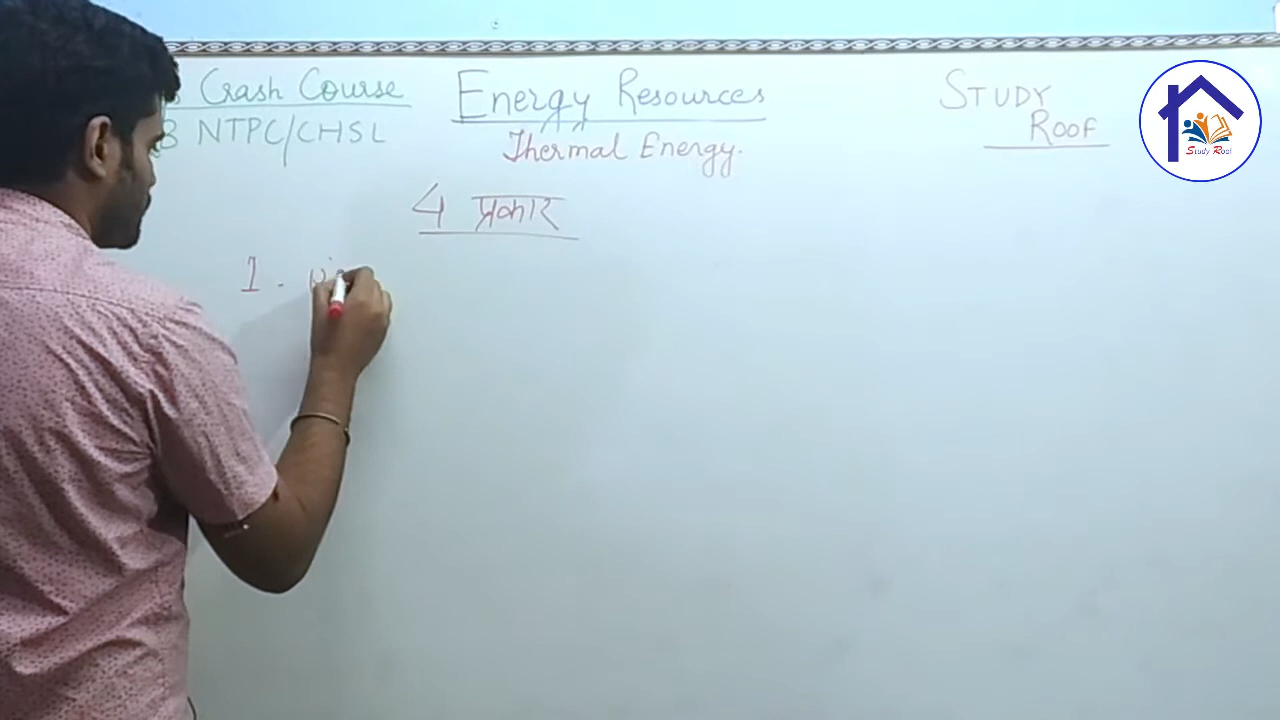 Crash Course
NTPC/CHSL
Energy Resources
Thermal Energy.
STUDY
ROOF
Study Roof
4 प्रकार
1.